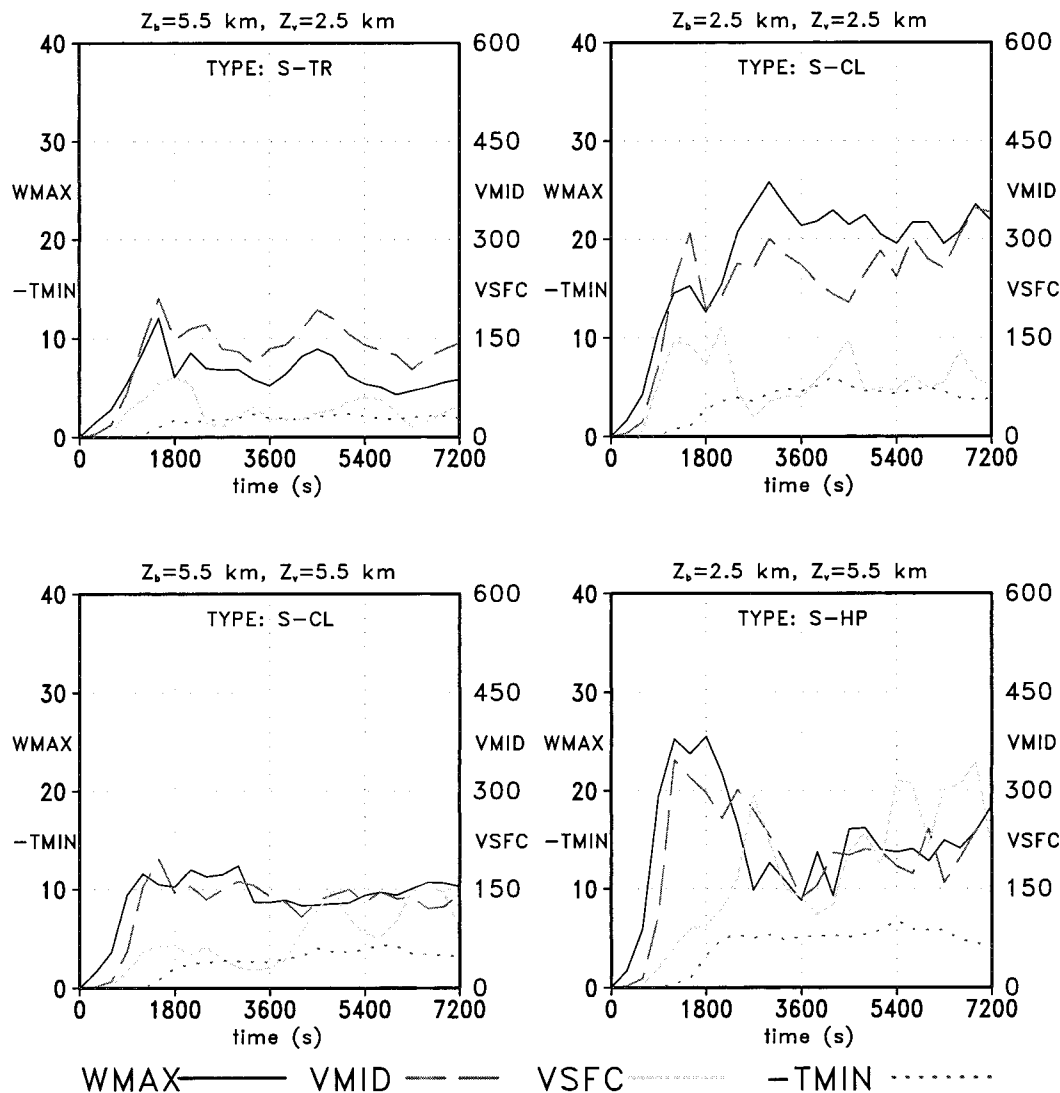 Z_b=5.5 km, Z_v=2.5 km
40
600
TYPE: S-TR
30
450
WMAX
VMID
20
300
-TMIN
VSFC
10
150
0
0
0 1800 3600 5400 7200
time (s)
Z_b=2.5 km, Z_v=2.5 km
40
600
TYPE: S-CL
30
450
WMAX
VMID
20
300
-TMIN
VSFC
10
150
0
0
0 1800 3600 5400 7200
time (s)
Z_b=5.5 km, Z_v=5.5 km
40
600
TYPE: S-CL
30
450
WMAX
VMID
20
300
-TMIN
VSFC
10
150
0
0
0 1800 3600 5400 7200
time (s)
Z_b=2.5 km, Z_v=5.5 km
40
600
TYPE: S-HP
30
450
WMAX
VMID
20
300
-TMIN
VSFC
10
150
0
0
0 1800 3600 5400 7200
time (s)
WMAX VMID VSFC -TMIN